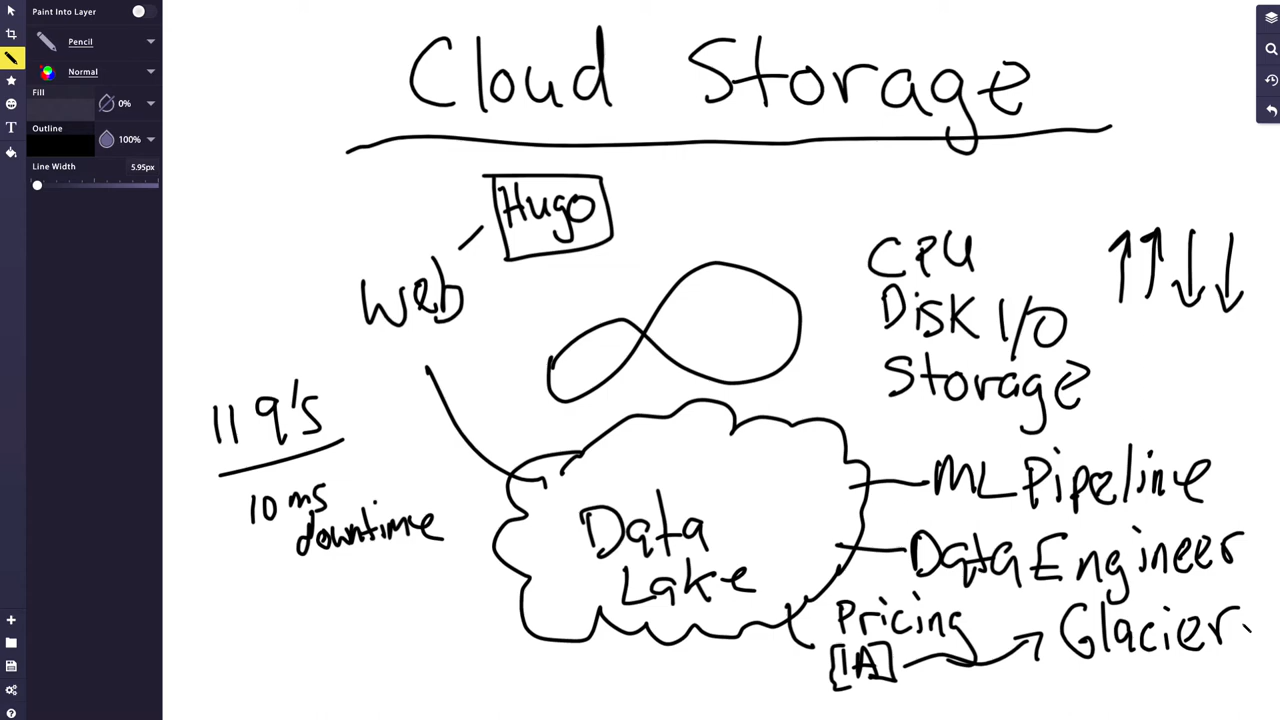 Paint Into Layer
Pencil
Normal
Fill
0%
Outline
100%
Line Width 5.95px
Cloud Storage
Hugo
Web
CPU
Disk I/O
Storage
11 9's
10 ms
downtime
Data
Lake
ML Pipeline
Data Engineer
Pricing
[IA]
Glacier